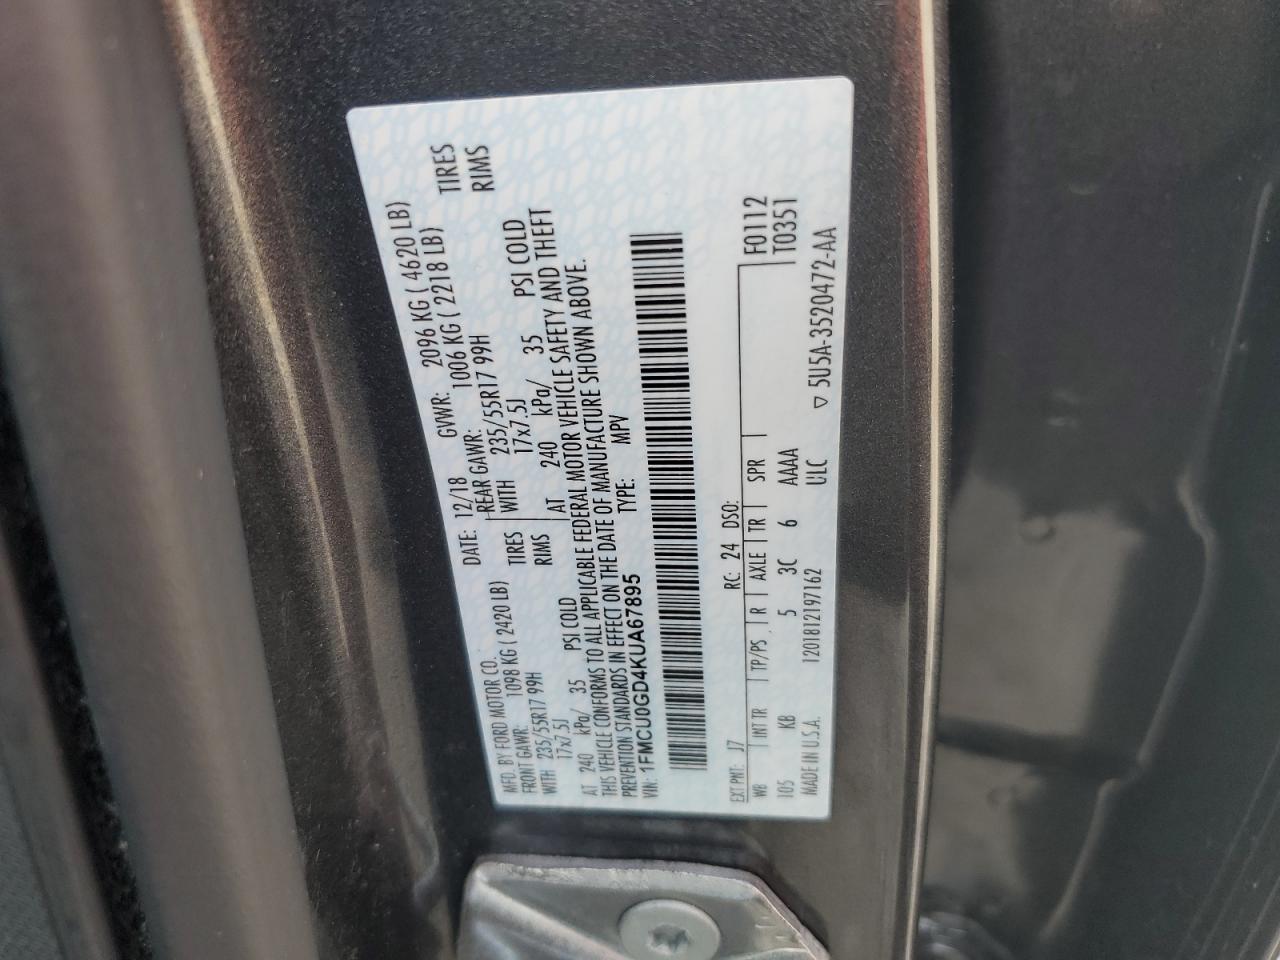 MFD. BY FORD MOTOR CO. DATE: 12/18 GVWR: 2096 KG ( 4620 LB)
FRONT GAWR: 1098 KG ( 2420 LB) REAR GAWR: 1006 KG ( 2218 LB)
WITH 235/55R17 99H TIRES WITH 235/55R17 99H TIRES
17x7.5J RIMS 17x7.5J RIMS
AT 240 kPa/ 35 PSI COLD AT 240 kPa/ 35 PSI COLD
THIS VEHICLE CONFORMS TO ALL APPLICABLE FEDERAL MOTOR VEHICLE SAFETY AND THEFT
PREVENTION STANDARDS IN EFFECT ON THE DATE OF MANUFACTURE SHOWN ABOVE.
VIN: 1FMCU0GD4KUA67895 TYPE: MPV
EXT PNT: J7 RC: 24 DSO: F0112
WB INT TR TP/PS R AXLE TR SPR T0351
105 KB 5 3C 6 AAAA
MADE IN U.S.A. 1201812197162 ULC ▽ 5U5A-3520472-AA